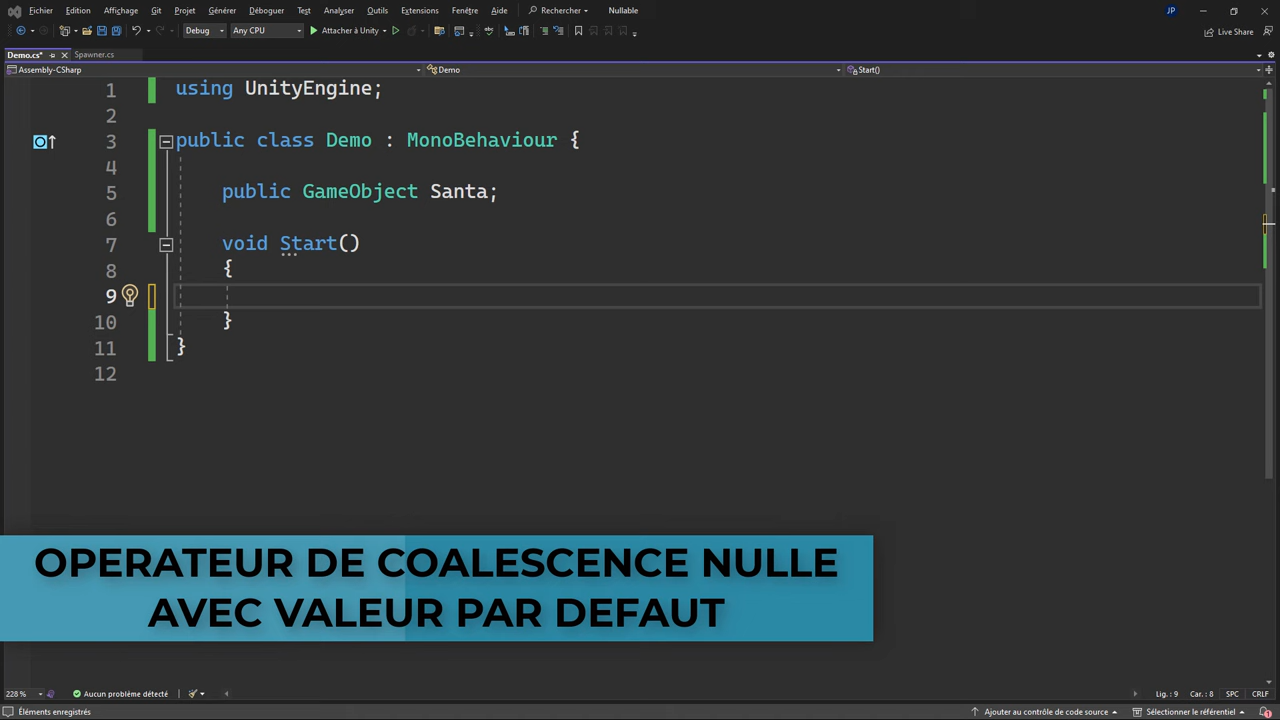 Fichier Edition Affichage Git Projet Générer Déboguer Test Analyser Outils Extensions Fenêtre Aide Rechercher Nullable JP
Debug Any CPU Attacher à Unity Live Share
Demo.cs* Spawner.cs
Assembly-CSharp Demo Start()
1 using UnityEngine;
2
3 public class Demo : MonoBehaviour {
4
5 public GameObject Santa;
6
7 void Start()
8 {
9
10 }
11 }
12
OPERATEUR DE COALESCENCE NULLE
AVEC VALEUR PAR DEFAUT
228 % Aucun problème détecté Lig. : 9 Car. : 8 SPC CRLF
Éléments enregistrés Ajouter au contrôle de code source Sélectionner le référentiel 1